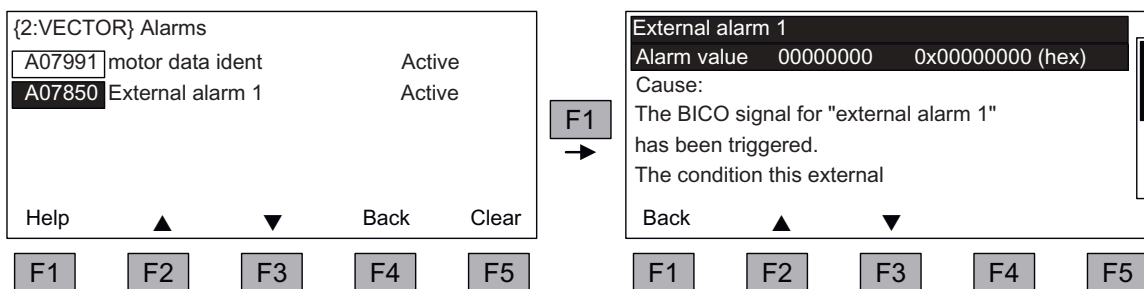 {2:VECTOR} Alarms
A07991 motor data ident Active
A07850 External alarm 1 Active
Help ▲ ▼ Back Clear
F1 F2 F3 F4 F5
F1
→
External alarm 1
Alarm value 00000000 0x00000000 (hex)
Cause:
The BICO signal for "external alarm 1"
has been triggered.
The condition this external
Back ▲ ▼
F1 F2 F3 F4 F5